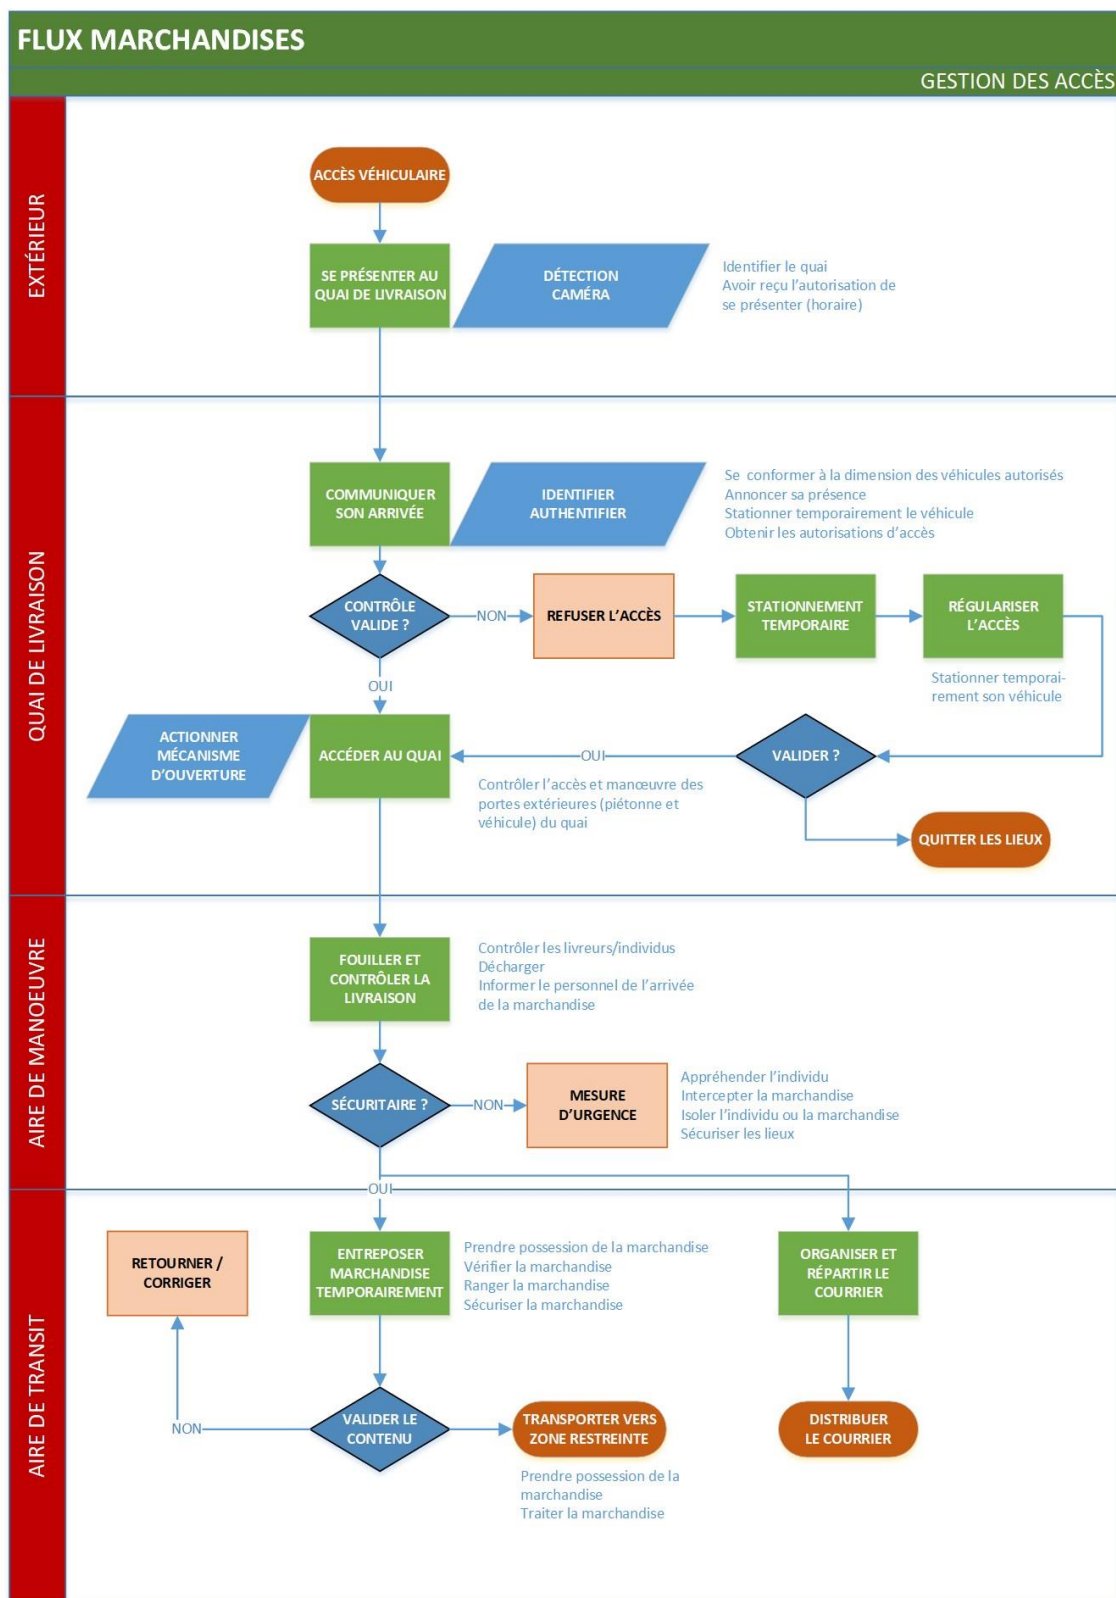 FLUX MARCHANDISES
GESTION DES ACCÈS
EXTÉRIEUR
ACCÈS VÉHICULAIRE
SE PRÉSENTER AU
QUAI DE LIVRAISON
DÉTECTION
CAMÉRA
Identifier le quai
Avoir reçu l’autorisation de
se présenter (horaire)
QUAI DE LIVRAISON
COMMUNIQUER
SON ARRIVÉE
IDENTIFIER
AUTHENTIFIER
Se conformer à la dimension des véhicules autorisés
Annoncer sa présence
Stationner temporairement le véhicule
Obtenir les autorisations d’accès
CONTRÔLE
VALIDE ?
NON
REFUSER L’ACCÈS
STATIONNEMENT
TEMPORAIRE
RÉGULARISER
L’ACCÈS
Stationner temporai-
rement son véhicule
OUI
ACTIONNER
MÉCANISME
D’OUVERTURE
ACCÉDER AU QUAI
OUI
VALIDER ?
Contrôler l’accès et manœuvre des
portes extérieures (piétonne et
véhicule) du quai
QUITTER LES LIEUX
AIRE DE MANOEUVRE
FOUILLER ET
CONTRÔLER LA
LIVRAISON
Contrôler les livreurs/individus
Décharger
Informer le personnel de l’arrivée
de la marchandise
SÉCURITAIRE ?
NON
MESURE
D’URGENCE
Appréhender l’individu
Intercepter la marchandise
Isoler l’individu ou la marchandise
Sécuriser les lieux
OUI
AIRE DE TRANSIT
RETOURNER /
CORRIGER
ENTREPOSER
MARCHANDISE
TEMPORAIREMENT
Prendre possession de la marchandise
Vérifier la marchandise
Ranger la marchandise
Sécuriser la marchandise
ORGANISER ET
RÉPARTIR LE
COURRIER
NON
VALIDER LE
CONTENU
TRANSPORTER VERS
ZONE RESTREINTE
Prendre possession de la
marchandise
Traiter la marchandise
DISTRIBUER
LE COURRIER